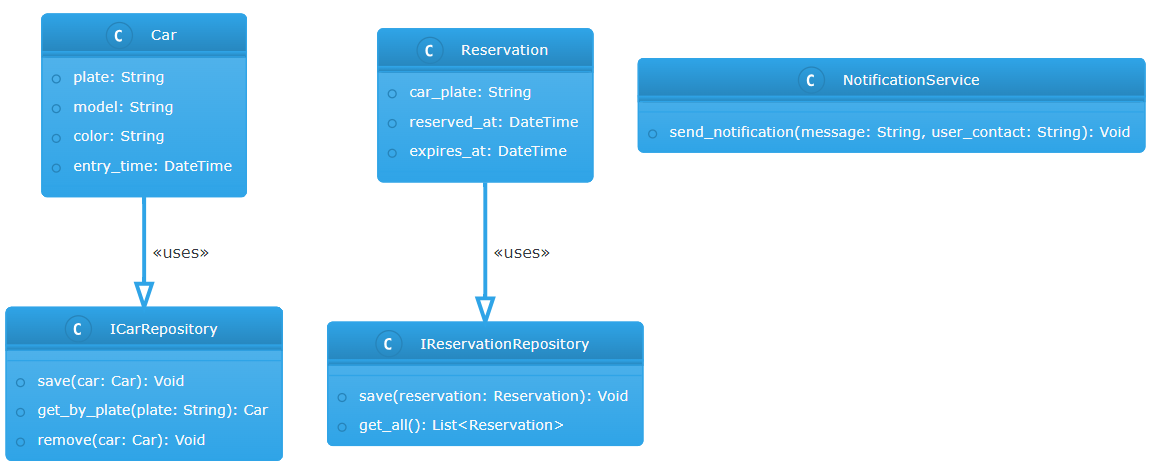 C Car
plate: String
model: String
color: String
entry_time: DateTime
C Reservation
car_plate: String
reserved_at: DateTime
expires_at: DateTime
C NotificationService
send_notification(message: String, user_contact: String): Void
«uses»
«uses»
C ICarRepository
save(car: Car): Void
get_by_plate(plate: String): Car
remove(car: Car): Void
C IReservationRepository
save(reservation: Reservation): Void
get_all(): List<Reservation>